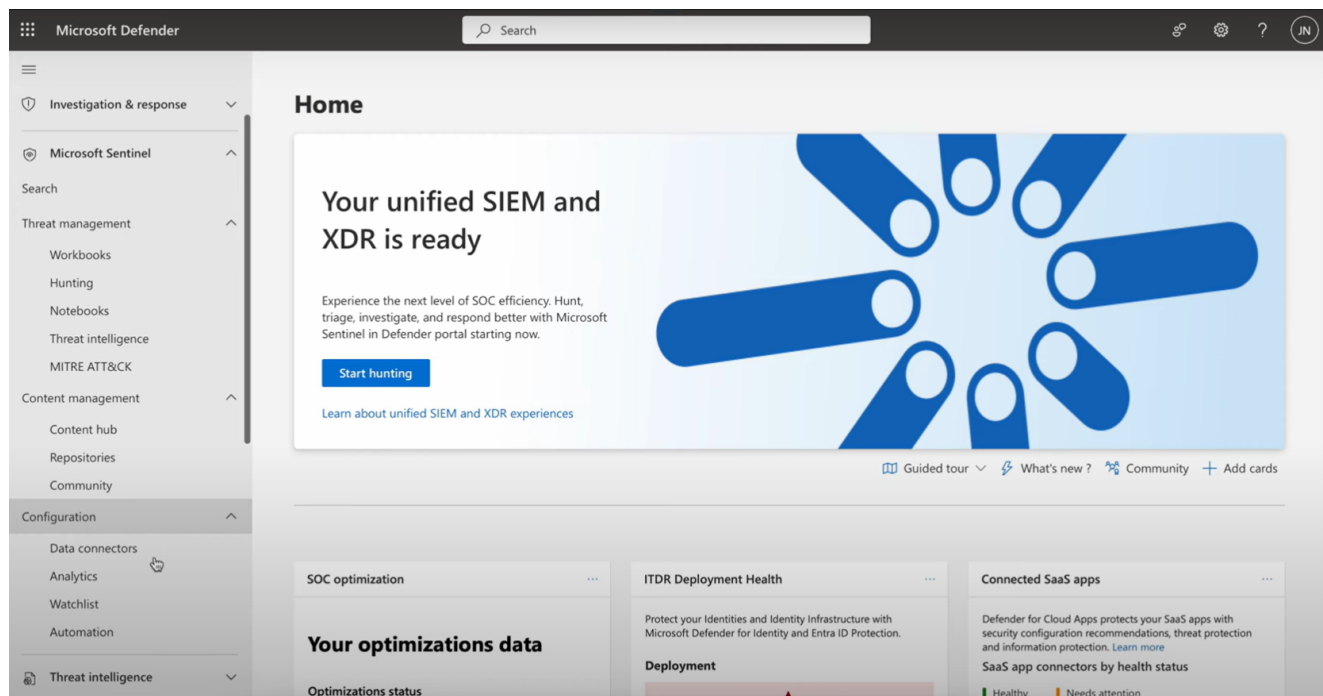 Microsoft Defender
Search
JN
Investigation & response
Microsoft Sentinel
Search
Threat management
Workbooks
Hunting
Notebooks
Threat intelligence
MITRE ATT&CK
Content management
Content hub
Repositories
Community
Configuration
Data connectors
Analytics
Watchlist
Automation
Threat intelligence
Home
Your unified SIEM and
XDR is ready
Experience the next level of SOC efficiency. Hunt,
triage, investigate, and respond better with Microsoft
Sentinel in Defender portal starting now.
Start hunting
Learn about unified SIEM and XDR experiences
Guided tour
What's new ?
Community
Add cards
SOC optimization
Your optimizations data
Optimizations status
ITDR Deployment Health
Protect your Identities and Identity Infrastructure with
Microsoft Defender for Identity and Entra ID Protection.
Deployment
Connected SaaS apps
Defender for Cloud Apps protects your SaaS apps with
security configuration recommendations, threat protection
and information protection. Learn more
SaaS app connectors by health status
Healthy
Needs attention